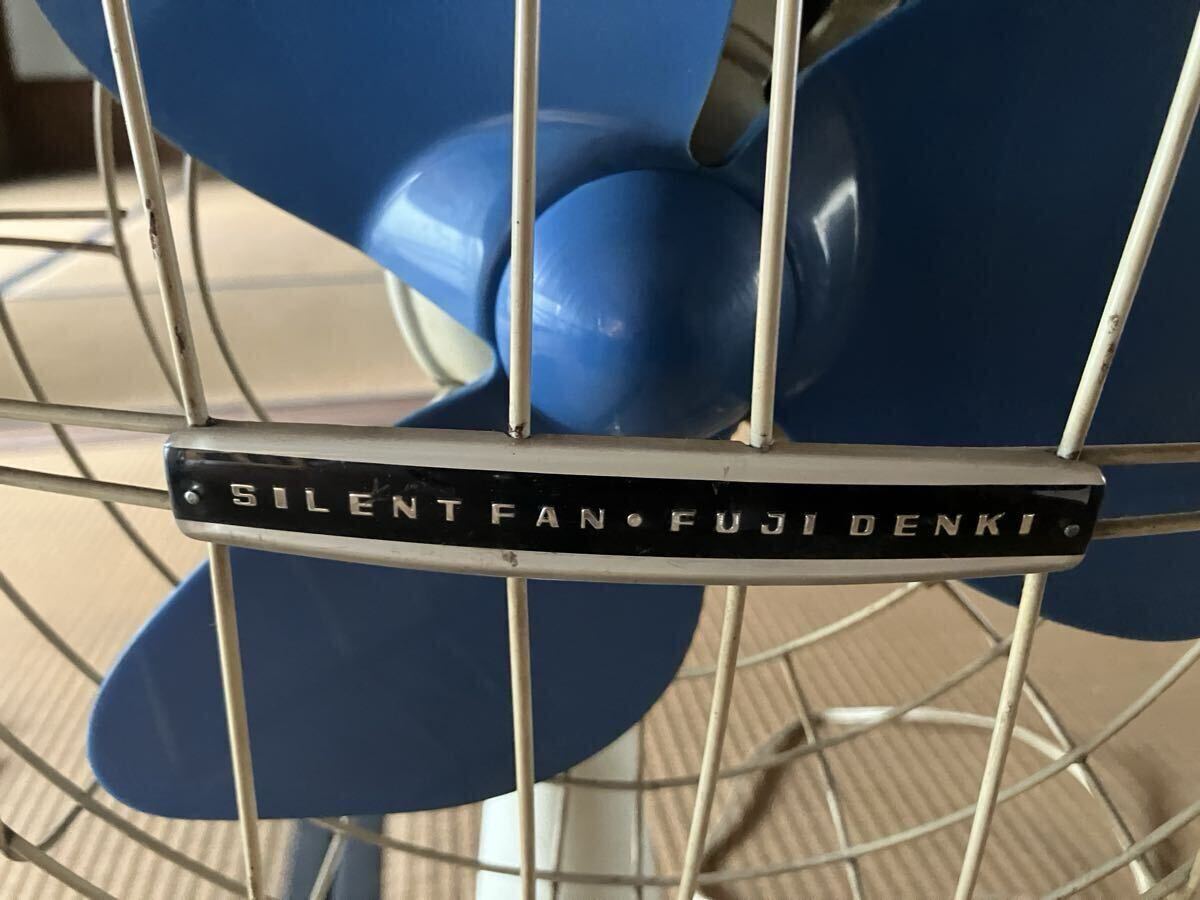 SILENT FAN • FUJI DENKI